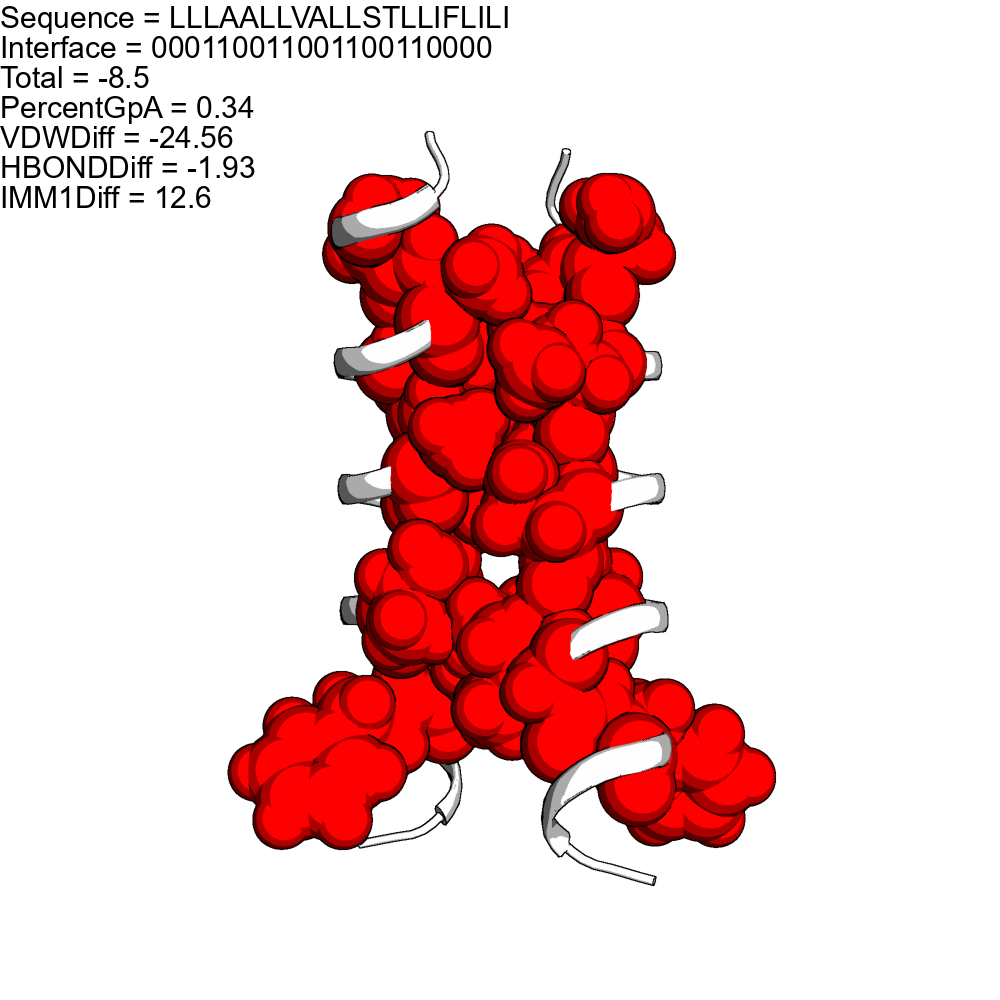 Sequence = LLLAALLVALLSTLLIFLILI
Interface = 000110011001100110000
Total = -8.5
PercentGpA = 0.34
VDWDiff = -24.56
HBONDDiff = -1.93
IMM1Diff = 12.6